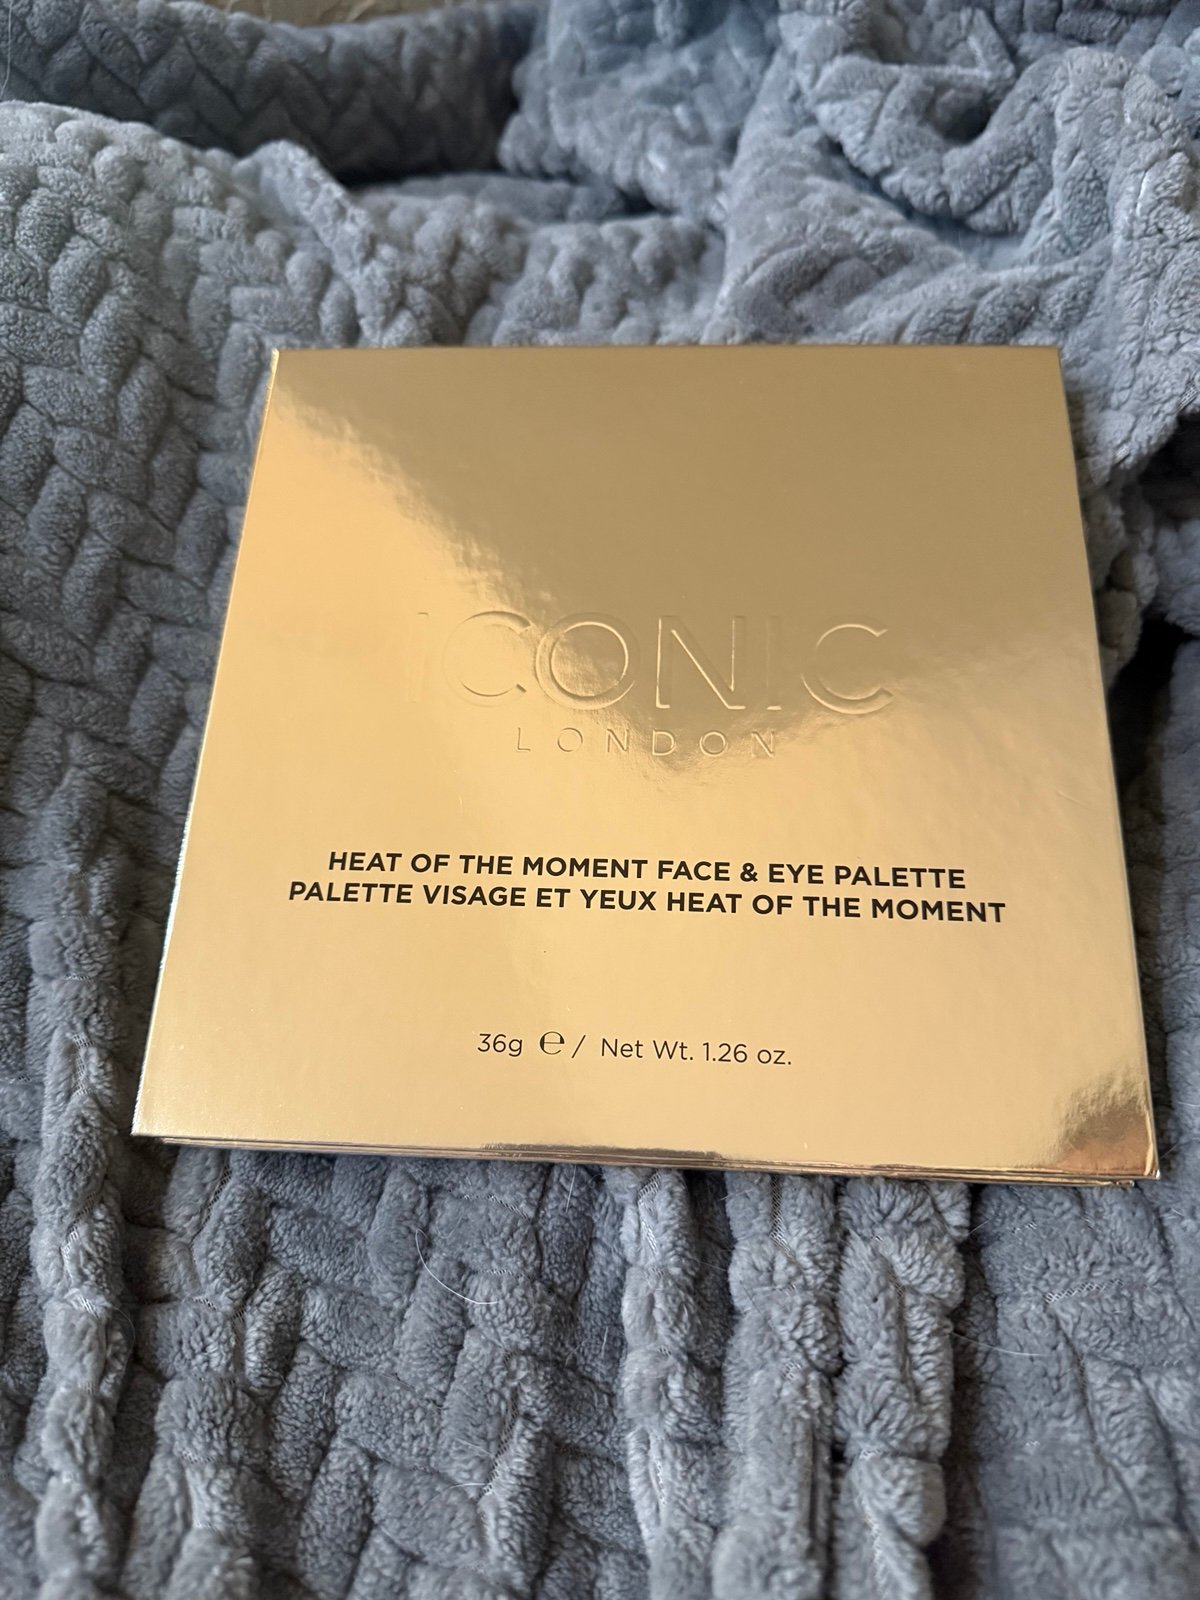 ICONIC
LONDON
HEAT OF THE MOMENT FACE & EYE PALETTE
PALETTE VISAGE ET YEUX HEAT OF THE MOMENT
36g ℮ / Net Wt. 1.26 oz.